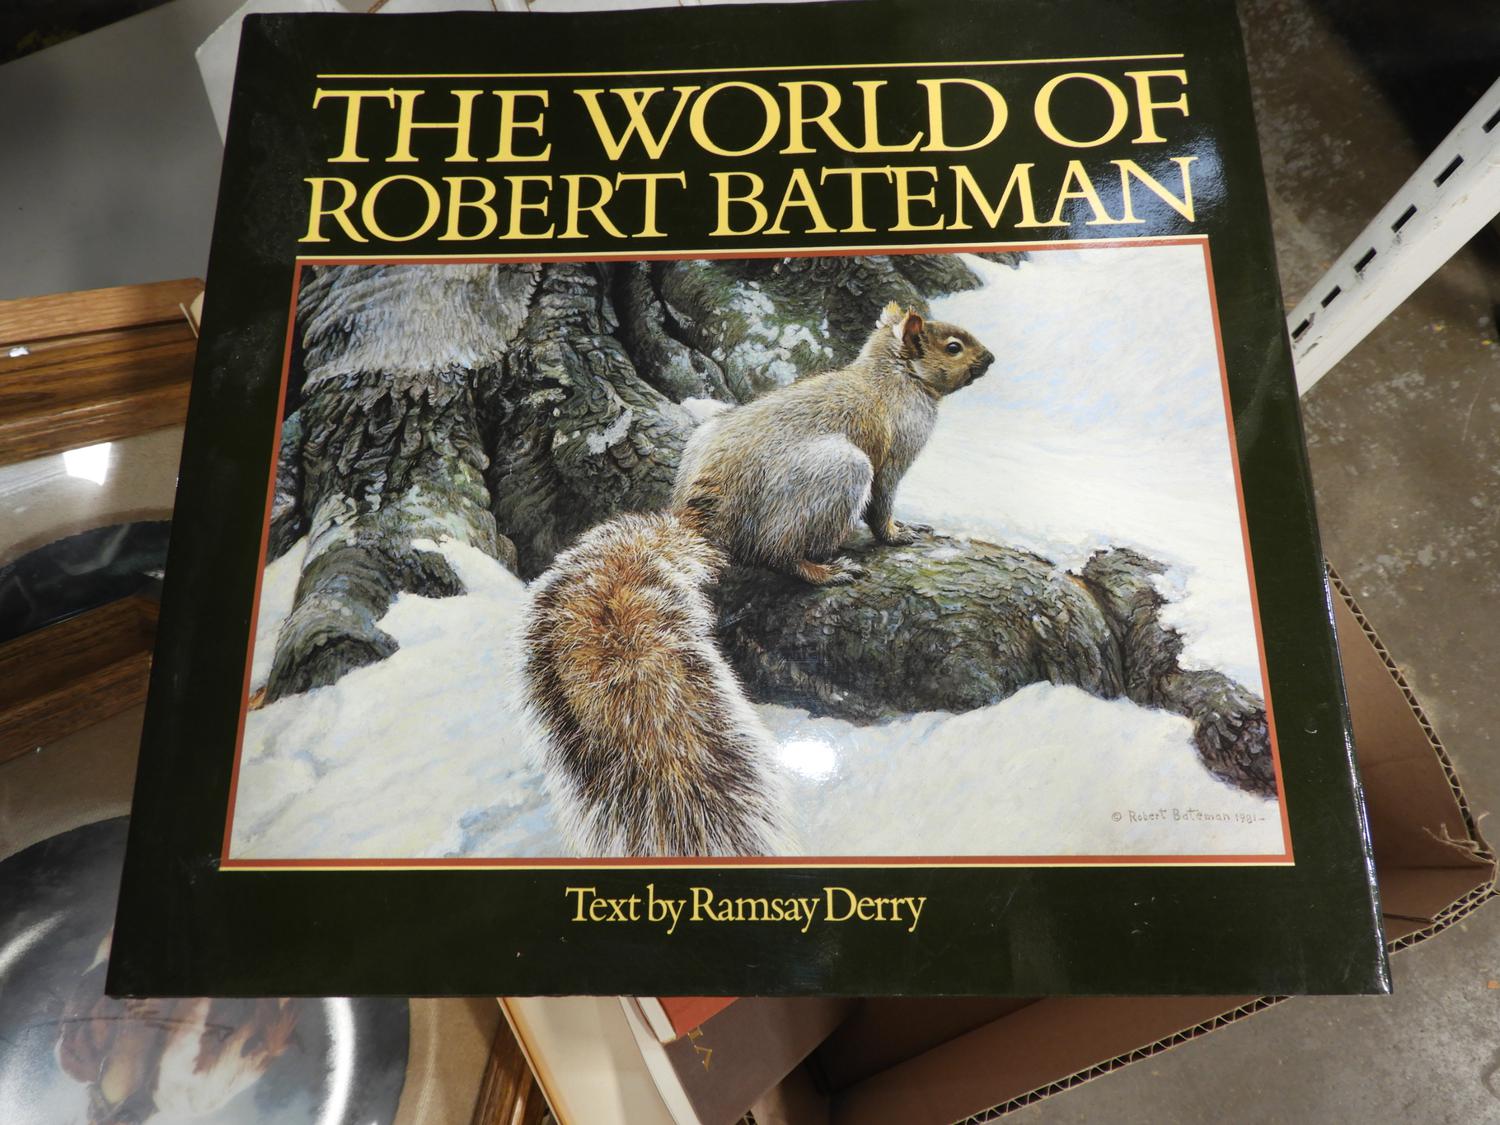 THE WORLD OF
ROBERT BATEMAN
© Robert Bateman 1981-
Text by Ramsay Derry